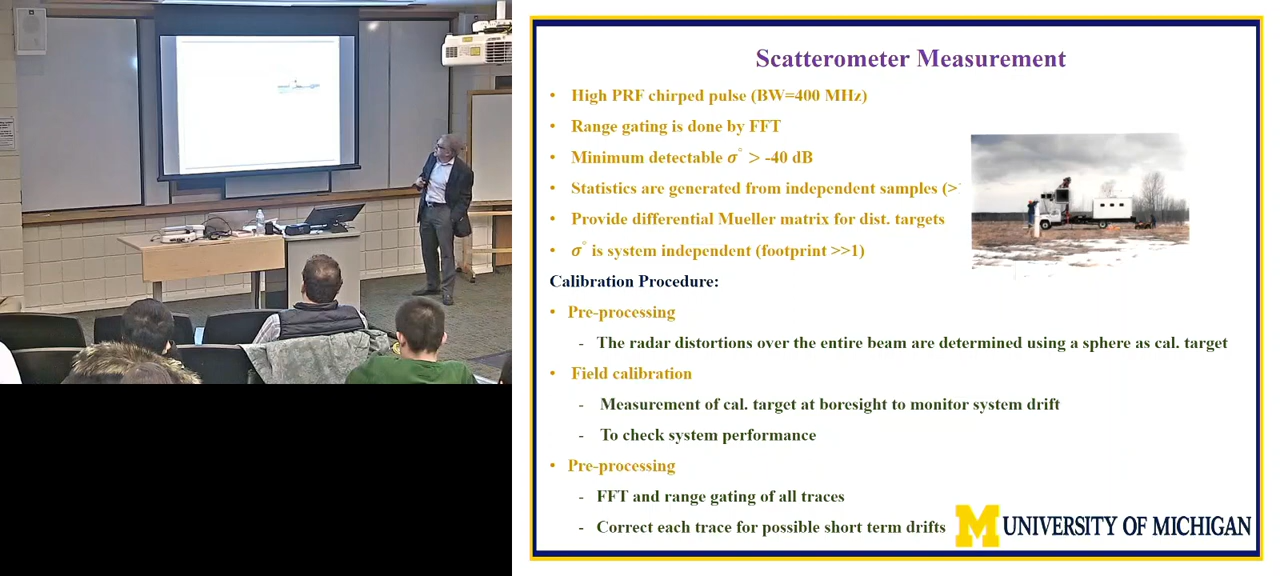 Scatterometer Measurement
• High PRF chirped pulse (BW=400 MHz)
• Range gating is done by FFT
• Minimum detectable σ° > -40 dB
• Statistics are generated from independent samples (>
• Provide differential Mueller matrix for dist. targets
• σ° is system independent (footprint >>1)
Calibration Procedure:
• Pre-processing
- The radar distortions over the entire beam are determined using a sphere as cal. target
• Field calibration
- Measurement of cal. target at boresight to monitor system drift
- To check system performance
• Pre-processing
- FFT and range gating of all traces
- Correct each trace for possible short term drifts
M UNIVERSITY OF MICHIGAN